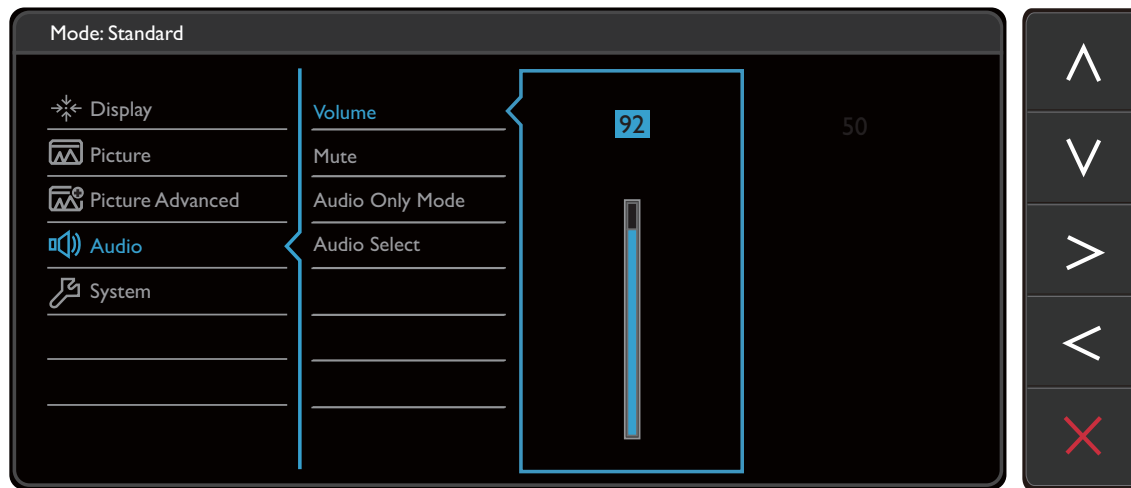 Mode: Standard
Display
Picture
Picture Advanced
Audio
System
Volume
Mute
Audio Only Mode
Audio Select
92
50